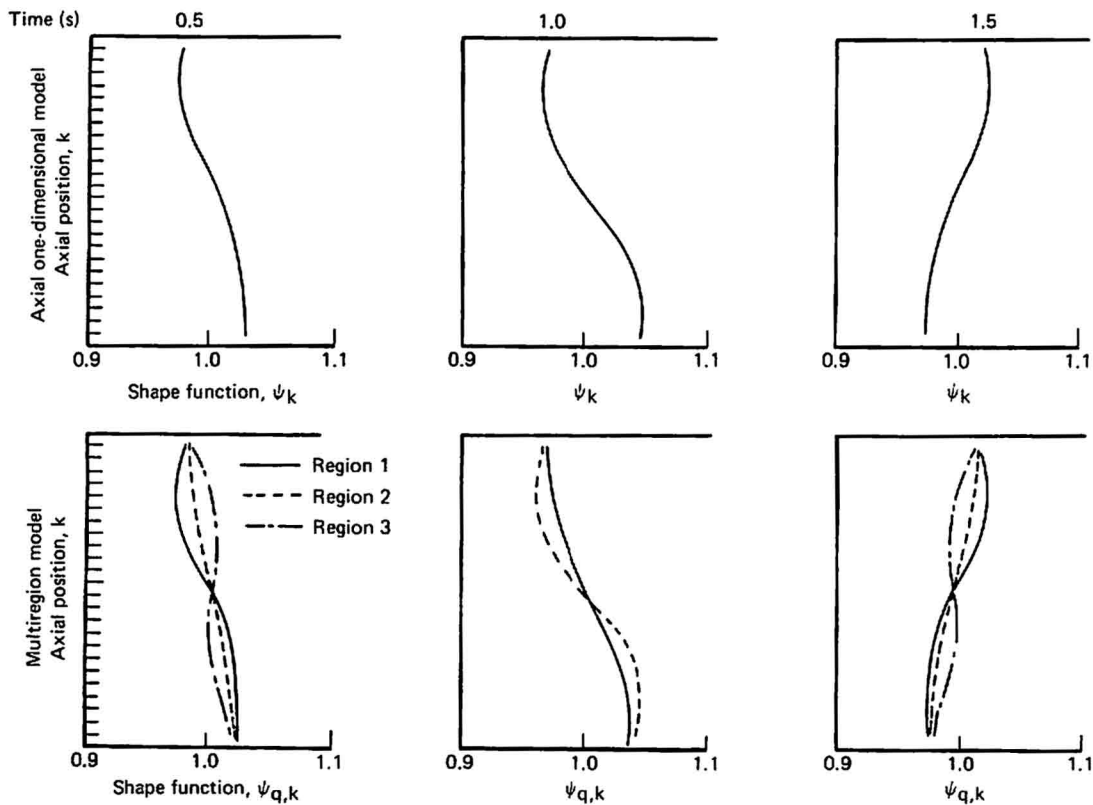 Time (s) 0.5 1.0 1.5
Axial one-dimensional model
Axial position, k
0.9 1.0 1.1
Shape function, ψk
0.9 1.0 1.1
ψk
0.9 1.0 1.1
ψk
Multiregion model
Axial position, k
Region 1
Region 2
Region 3
0.9 1.0 1.1
Shape function, ψq,k
0.9 1.0 1.1
ψq,k
0.9 1.0 1.1
ψq,k